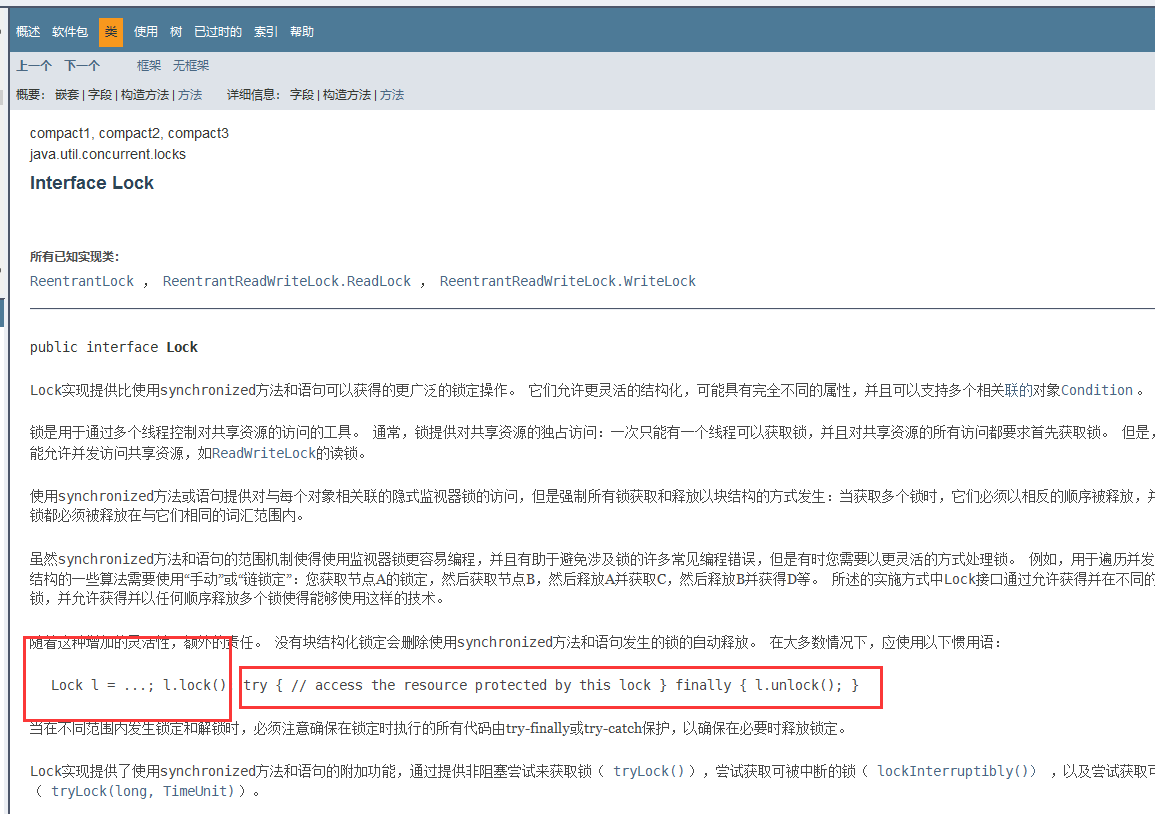 概述 软件包 类 使用 树 已过时的 索引 帮助
上一个 下一个 框架 无框架
概要: 嵌套 | 字段 | 构造方法 | 方法 详细信息: 字段 | 构造方法 | 方法
compact1, compact2, compact3
java.util.concurrent.locks
Interface Lock
所有已知实现类:
ReentrantLock , ReentrantReadWriteLock.ReadLock , ReentrantReadWriteLock.WriteLock
public interface Lock
Lock实现提供比使用synchronized方法和语句可以获得的更广泛的锁定操作。 它们允许更灵活的结构化，可能具有完全不同的属性，并且可以支持多个相关联的对象Condition 。
锁是用于通过多个线程控制对共享资源的访问的工具。 通常，锁提供对共享资源的独占访问：一次只能有一个线程可以获取锁，并且对共享资源的所有访问都要求首先获取锁。 但是，
能允许并发访问共享资源，如ReadWriteLock的读锁。
使用synchronized方法或语句提供对与每个对象相关联的隐式监视器锁的访问，但是强制所有锁获取和释放以块结构的方式发生：当获取多个锁时，它们必须以相反的顺序被释放，并
锁都必须被释放在与它们相同的词汇范围内。
虽然synchronized方法和语句的范围机制使得使用监视器锁更容易编程，并且有助于避免涉及锁的许多常见编程错误，但是有时您需要以更灵活的方式处理锁。 例如，用于遍历并发
结构的一些算法需要使用“手动”或“链锁定”：您获取节点A的锁定，然后获取节点B，然后释放A并获取C，然后释放B并获得D等。 所述的实施方式中Lock接口通过允许获得并在不同的
锁，并允许获得并以任何顺序释放多个锁使得能够使用这样的技术。
随着这种增加的灵活性，额外的责任。 没有块结构化锁定会删除使用synchronized方法和语句发生的锁的自动释放。 在大多数情况下，应使用以下惯用语：
Lock l = ...; l.lock() try { // access the resource protected by this lock } finally { l.unlock(); }
当在不同范围内发生锁定和解锁时，必须注意确保在锁定时执行的所有代码由try-finally或try-catch保护，以确保在必要时释放锁定。
Lock实现提供了使用synchronized方法和语句的附加功能，通过提供非阻塞尝试来获取锁（ tryLock() ），尝试获取可被中断的锁（ lockInterruptibly() ） ，以及尝试获取可
（ tryLock(long, TimeUnit) ）。